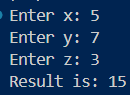 Enter x: 5
Enter y: 7
Enter z: 3
Result is: 15